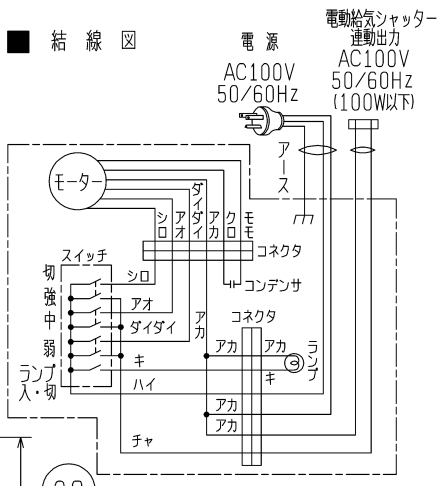 ■ 結線図
電源
AC100V
50/60Hz
電動給気シャッター
連動出力
AC100V
50/60Hz
(100W以下)
アース
モーター
シロ
アオ
ダイダイ
アカ
クロ
モモ
コネクタ
コンデンサ
スイッチ
切
強
中
弱
ランプ
入・切
シロ
アオ
ダイダイ
キ
ハイ
チャ
アカ
コネクタ
アカ
アカ
キ
ランプ
アカ
アカ